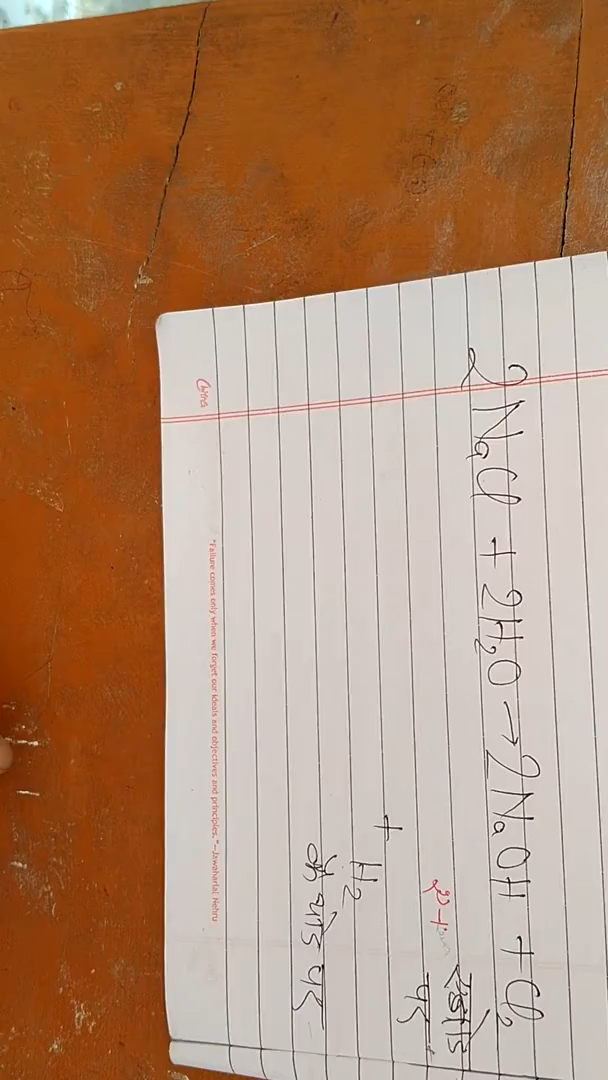 2NaCl + 2H₂O → 2NaOH + Cl₂
पर
+ H₂
कैथोड पर
"Failure comes only when we forget our ideals and objectives and principles." —Jawaharlal Nehru
Chitra